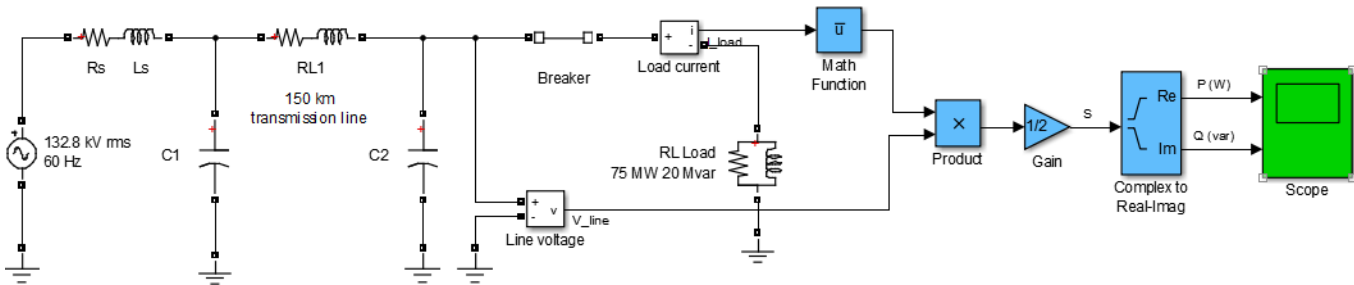 Rs
Ls
RL1
150 km
transmission line
132.8 kV rms
60 Hz
C1
C2
Breaker
+
i
-
I_load
Load current
+
-
v
V_line
Line voltage
RL Load
75 MW 20 Mvar
u
Math
Function
×
Product
1/2
Gain
S
Re
Im
Complex to
Real-Imag
P (W)
Q (var)
Scope